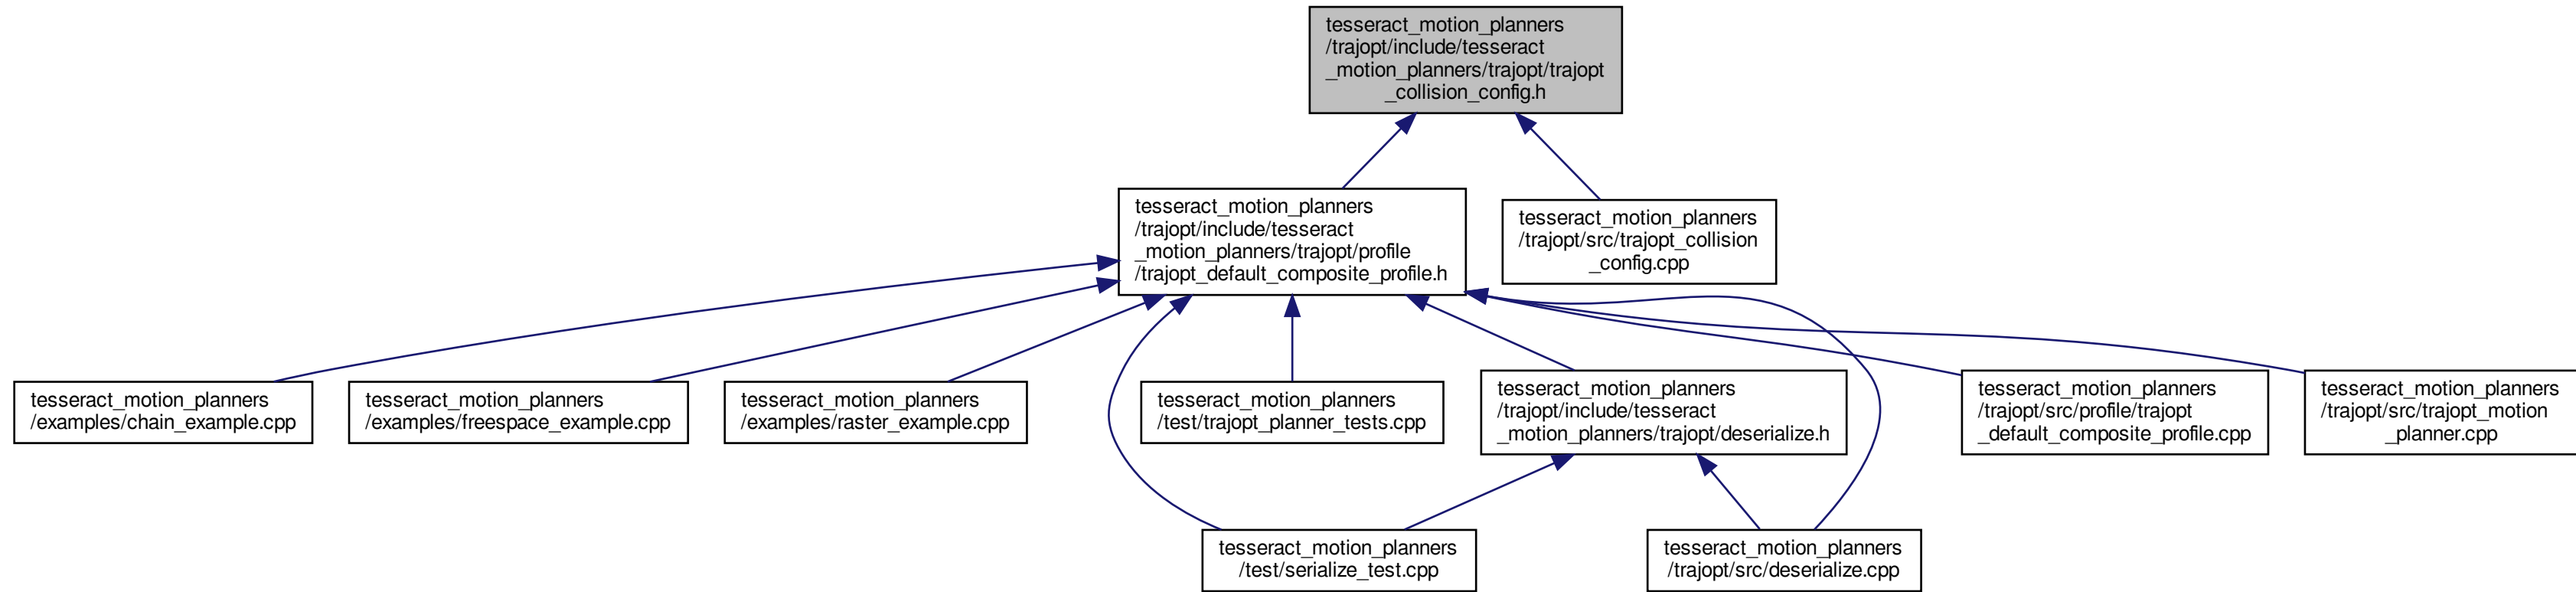 tesseract_motion_planners
/trajopt/include/tesseract
_motion_planners/trajopt/trajopt
_collision_config.h
tesseract_motion_planners
/trajopt/include/tesseract
_motion_planners/trajopt/profile
/trajopt_default_composite_profile.h
tesseract_motion_planners
/trajopt/src/trajopt_collision
_config.cpp
tesseract_motion_planners
/examples/chain_example.cpp
tesseract_motion_planners
/examples/freespace_example.cpp
tesseract_motion_planners
/examples/raster_example.cpp
tesseract_motion_planners
/test/trajopt_planner_tests.cpp
tesseract_motion_planners
/trajopt/include/tesseract
_motion_planners/trajopt/deserialize.h
tesseract_motion_planners
/trajopt/src/profile/trajopt
_default_composite_profile.cpp
tesseract_motion_planners
/trajopt/src/trajopt_motion
_planner.cpp
tesseract_motion_planners
/test/serialize_test.cpp
tesseract_motion_planners
/trajopt/src/deserialize.cpp